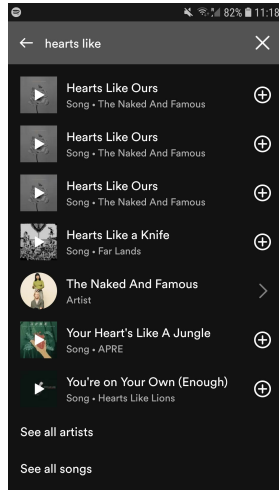 82% 11:18
hearts like
Hearts Like Ours
Song • The Naked And Famous
Hearts Like Ours
Song • The Naked And Famous
Hearts Like Ours
Song • The Naked And Famous
Hearts Like a Knife
Song • Far Lands
The Naked And Famous
Artist
Your Heart's Like A Jungle
Song • APRE
You're on Your Own (Enough)
Song • Hearts Like Lions
See all artists
See all songs